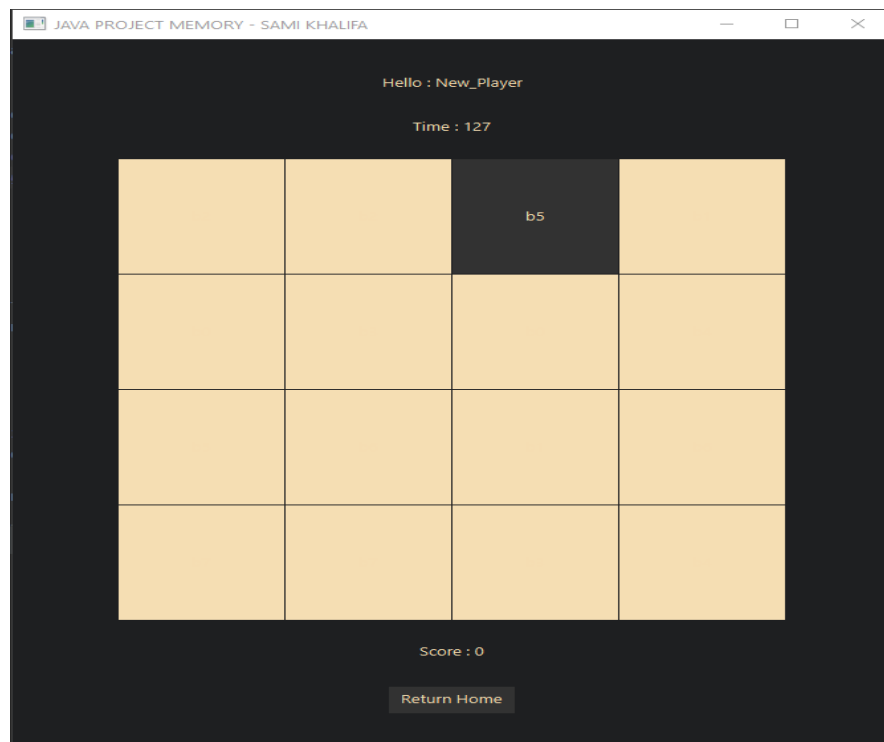 JAVA PROJECT MEMORY - SAMI KHALIFA
Hello : New_Player
Time : 127
b5
Score : 0
Return Home